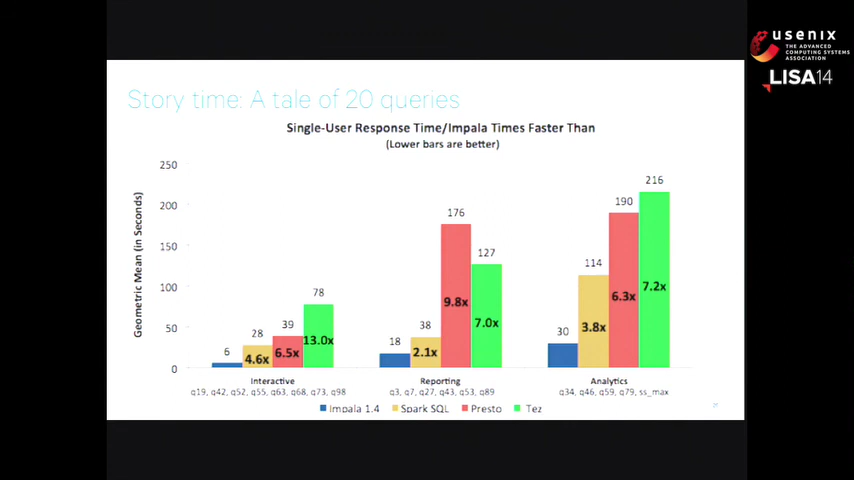 usenix
THE ADVANCED
COMPUTING SYSTEMS
ASSOCIATION
LISA14
Story time: A tale of 20 queries
Single-User Response Time/Impala Times Faster Than
(Lower bars are better)
Geometric Mean (in Seconds)
250
200
150
100
50
0
6
28
39
78
4.6x
6.5x
13.0x
18
38
176
127
2.1x
9.8x
7.0x
30
114
190
216
3.8x
6.3x
7.2x
Interactive
q19, q42, q52, q55, q63, q68, q73, q98
Reporting
q3, q7, q27, q43, q53, q89
Analytics
q34, q46, q59, q79, ss_max
Impala 1.4
Spark SQL
Presto
Tez